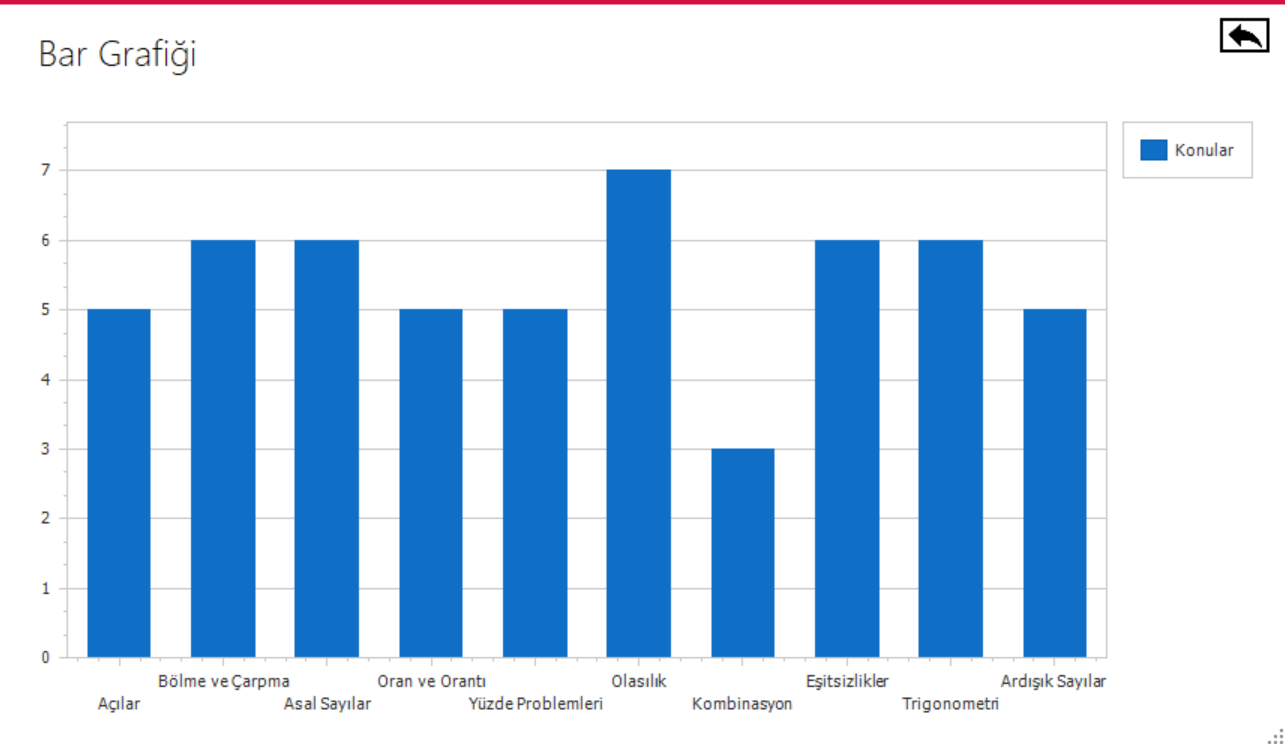 Bar Grafiği
Konular
7
6
5
4
3
2
1
0
Bölme ve Çarpma Oran ve Orantı Olasılık Eşitsizlikler Ardışık Sayılar
Açılar Asal Sayılar Yüzde Problemleri Kombinasyon Trigonometri